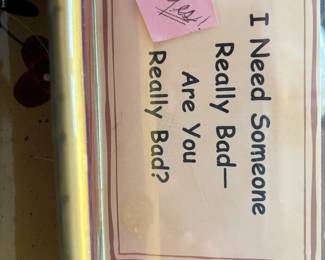 Yes!
I Need Someone
Really Bad—
Are You
Really Bad?